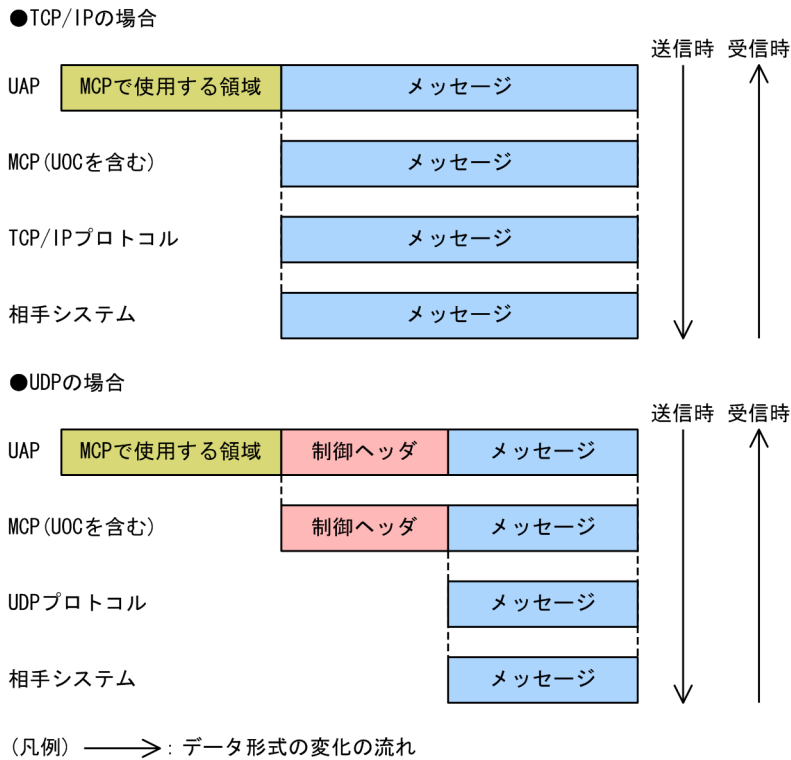 ●TCP/IPの場合
送信時 受信時
UAP MCPで使用する領域 メッセージ
MCP(UOCを含む) メッセージ
TCP/IPプロトコル メッセージ
相手システム メッセージ
●UDPの場合
送信時 受信時
UAP MCPで使用する領域 制御ヘッダ メッセージ
MCP(UOCを含む) 制御ヘッダ メッセージ
UDPプロトコル メッセージ
相手システム メッセージ
(凡例) : データ形式の変化の流れ